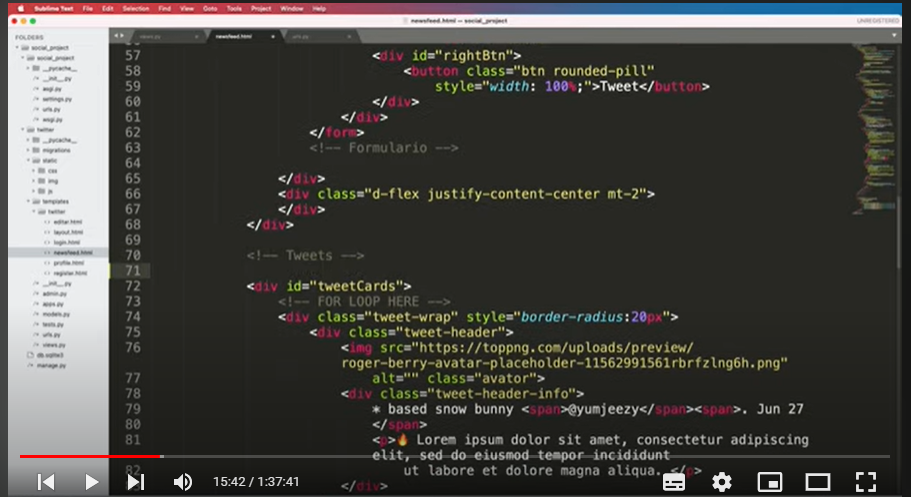 Sublime Text File Edit Selection Find View Goto Tools Project Window Help
newsfeed.html — social_project
UNREGISTERED
FOLDERS
social_project
social_project
__pycache__
__init__.py
asgi.py
settings.py
urls.py
wsgi.py
twitter
__pycache__
migrations
static
css
img
js
templates
twitter
editar.html
layout.html
login.html
newsfeed.html
profile.html
register.html
__init__.py
admin.py
apps.py
models.py
tests.py
urls.py
views.py
db.sqlite3
manage.py
newsfeed.html
urls.py
57 <div id="rightBtn">
58 <button class="btn rounded-pill"
59 style="width: 100%;">Tweet</button>
60 </div>
61 </div>
62 </form>
63 <!-- Formulario -->
64
65 </div>
66 <div class="d-flex justify-content-center mt-2">
67 </div>
68 </div>
69
70 <!-- Tweets -->
71
72 <div id="tweetCards">
73 <!-- FOR LOOP HERE -->
74 <div class="tweet-wrap" style="border-radius:20px">
75 <div class="tweet-header">
76 <img src="https://toppng.com/uploads/preview/
roger-berry-avatar-placeholder-11562991561rbrfzlng6h.png"
77 alt="" class="avator">
78 <div class="tweet-header-info">
79 * based snow bunny <span>@yumjeezy</span><span>. Jun 27
80 </span>
81 <p>🔥 Lorem ipsum dolor sit amet, consectetur adipiscing
elit, sed do eiusmod tempor incididunt
82 ut labore et dolore magna aliqua. </p>
</div>
15:42 / 1:37:41